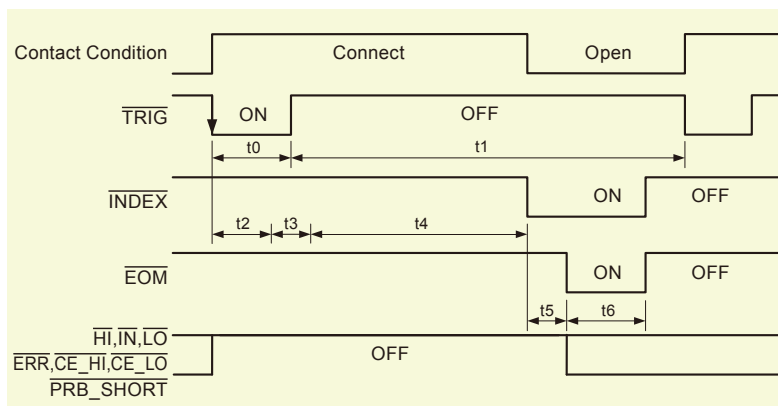 Contact Condition Connect Open
TRIG ON OFF
t0 t1
INDEX ON OFF
t2 t3 t4
EOM ON OFF
t5 t6
HI,IN,LO
ERR,CE_HI,CE_LO OFF
PRB_SHORT